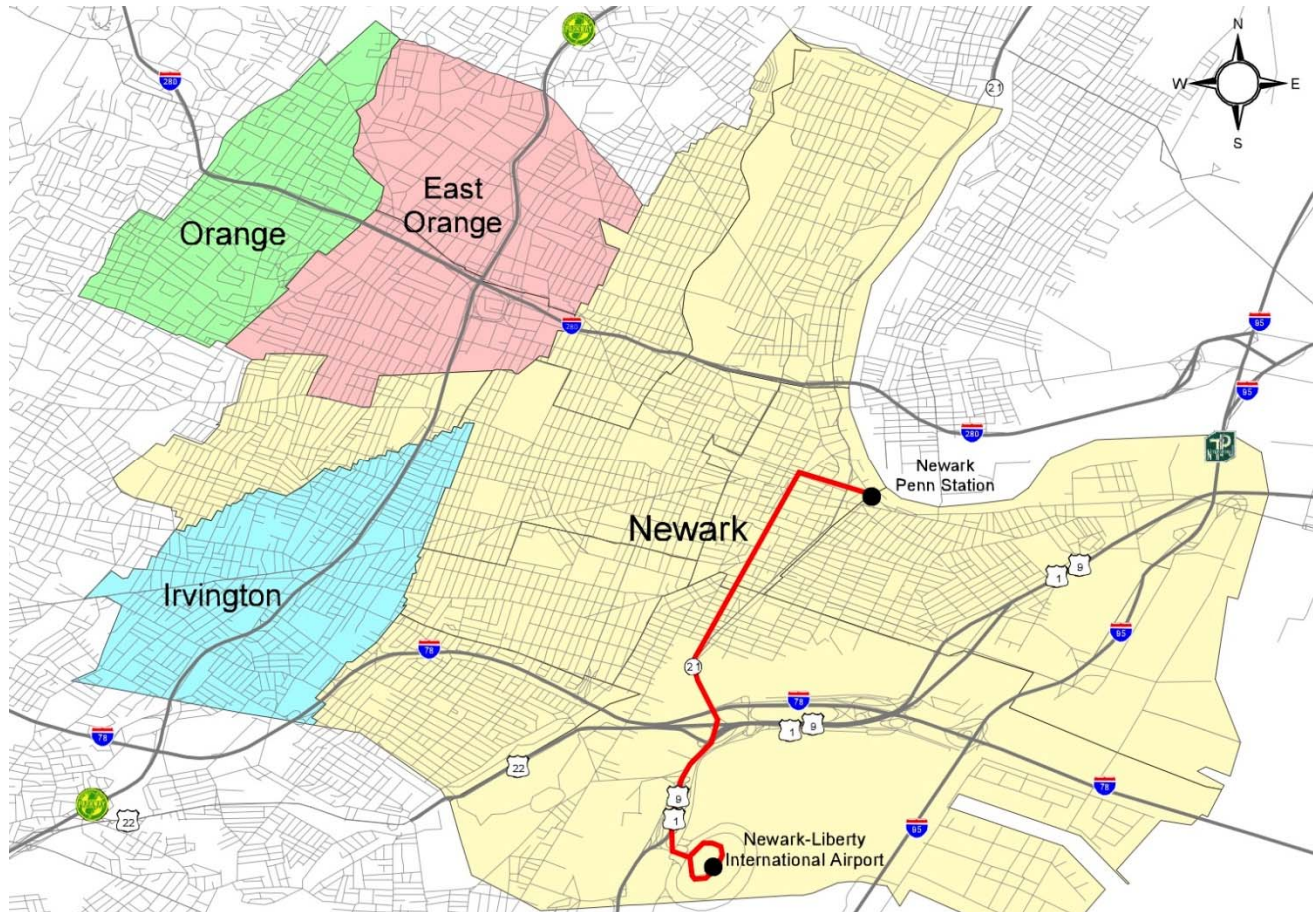 N
W
E
S
280
21
East
Orange
Orange
280
95
95
280
Newark
Penn Station
Newark
Irvington
1
9
95
78
21
78
1
9
78
22
78
22
9
1
95
Newark-Liberty
International Airport